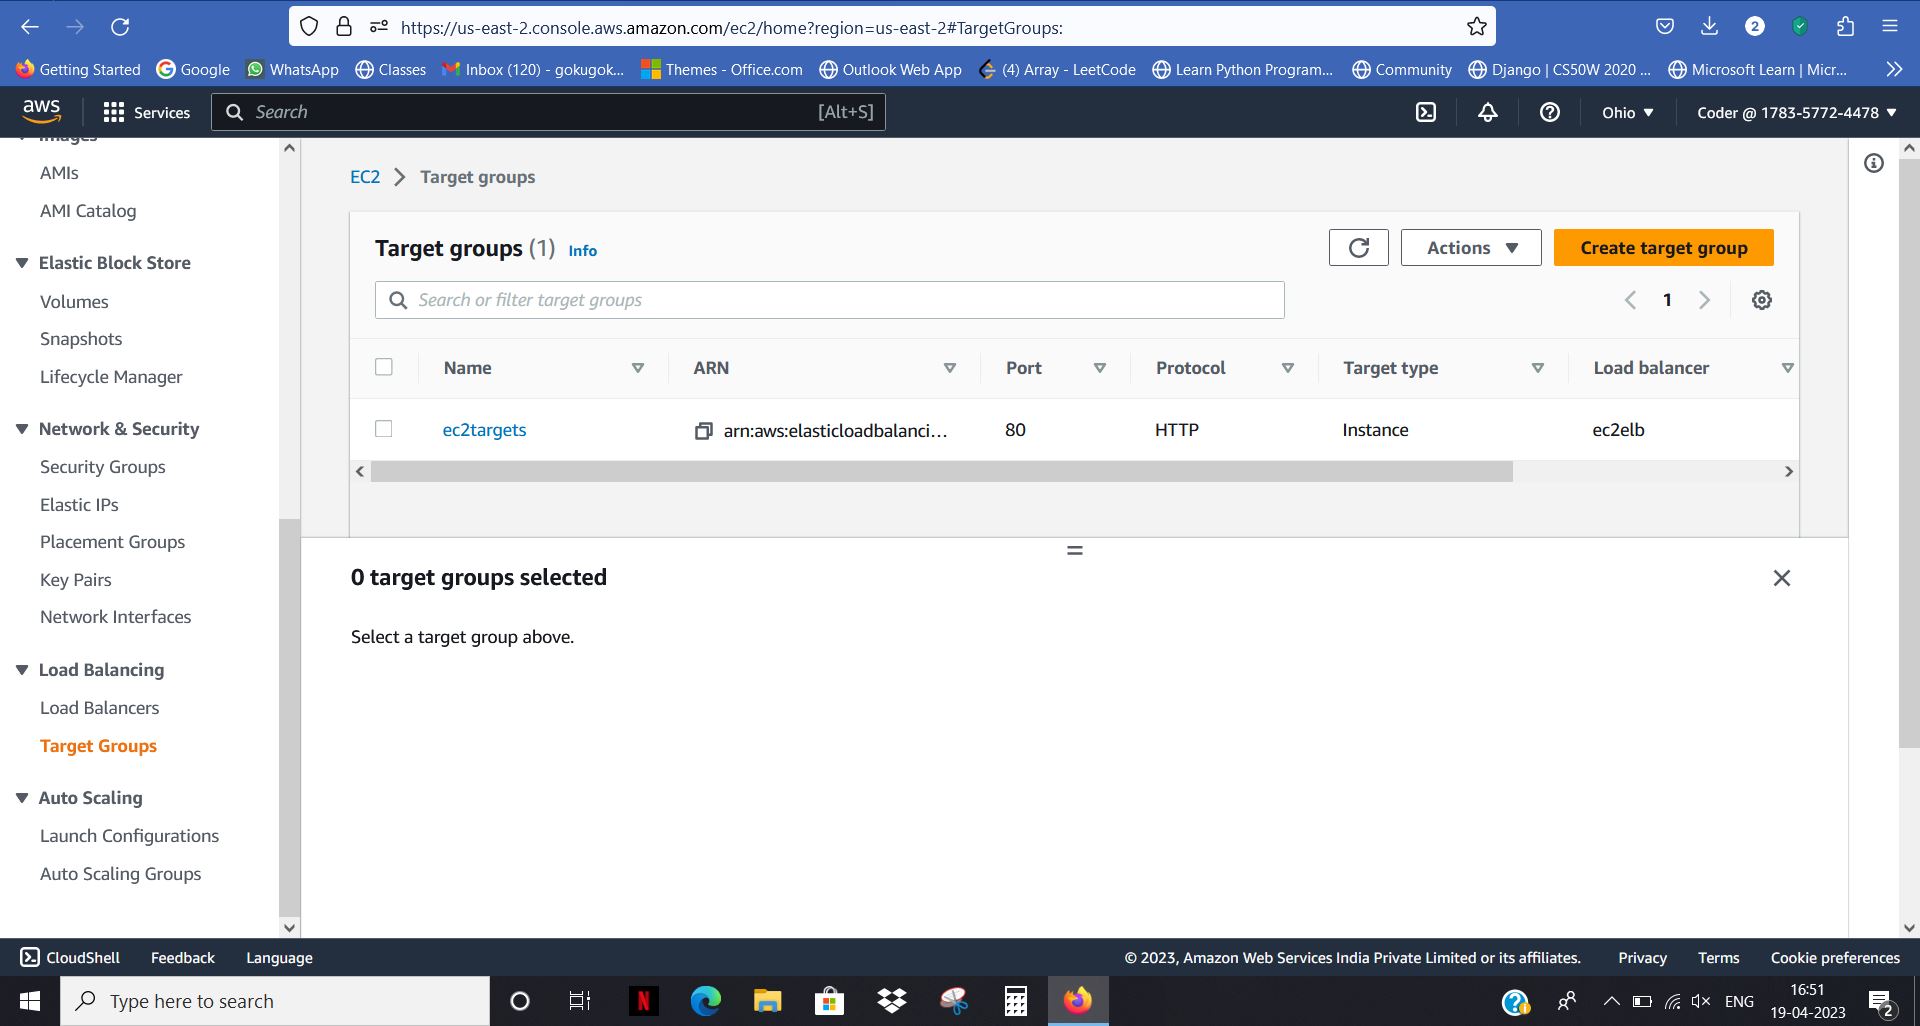 https://us-east-2.console.aws.amazon.com/ec2/home?region=us-east-2#TargetGroups:
2
Getting Started
Google
WhatsApp
Classes
Inbox (120) - gokugok...
Themes - Office.com
Outlook Web App
(4) Array - LeetCode
Learn Python Program...
Community
Django | CS50W 2020 ...
Microsoft Learn | Micr...
aws
Services
Search
[Alt+S]
Ohio
Coder @ 1783-5772-4478
Images
AMIs
AMI Catalog
Elastic Block Store
Volumes
Snapshots
Lifecycle Manager
Network & Security
Security Groups
Elastic IPs
Placement Groups
Key Pairs
Network Interfaces
Load Balancing
Load Balancers
Target Groups
Auto Scaling
Launch Configurations
Auto Scaling Groups
EC2
Target groups
Target groups (1) Info
Actions
Create target group
Search or filter target groups
1
Name ARN Port Protocol Target type Load balancer
ec2targets arn:aws:elasticloadbalanci... 80 HTTP Instance ec2elb
0 target groups selected
Select a target group above.
CloudShell
Feedback
Language
© 2023, Amazon Web Services India Private Limited or its affiliates.
Privacy
Terms
Cookie preferences
Type here to search
N
ENG
16:51
19-04-2023
2